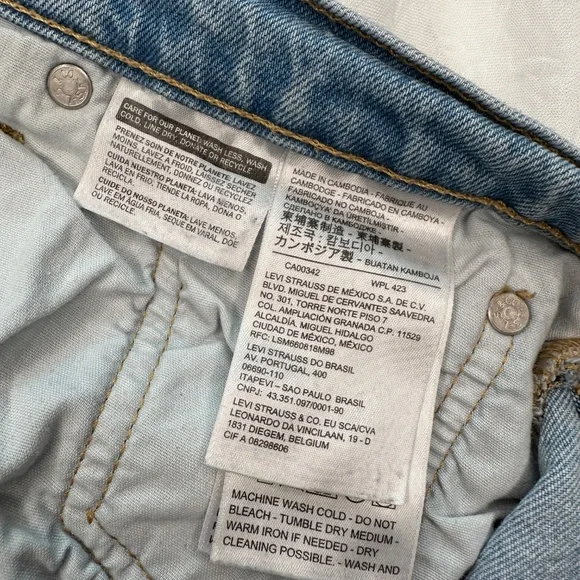 CARE FOR OUR PLANET: WASH LESS, WASH
COLD, LINE DRY, DONATE OR RECYCLE.
PRENEZ SOIN DE NOTRE PLANÈTE: LAVEZ
MOINS, LAVEZ À FROID, LAISSEZ SÉCHER
NATURELLEMENT, DONNEZ OU RECYCLEZ
CUIDA NUESTRO PLANETA: LAVA MENOS,
LAVA EN FRÍO, TIENDE LA ROPA, DONA O
RECICLA.
CUIDE DO NOSSO PLANETA: LAVE MENOS,
LAVE EM ÁGUA FRIA, SEQUE EM VARAL, DOE
OU RECICLE.
MADE IN CAMBODIA - FABRIQUÉ AU
CAMBODGE - FABRICADO EN CAMBOYA -
FABRICADO NO CAMBOJA -
KAMBOÇYA'DA ÜRETİLMİŞTİR -
СДЕЛАНО В КАМБОДЖЕ -
柬埔寨制造 - 柬埔寨製 -
제조국 : 캄보디아 -
カンボジア製 - BUATAN KAMBOJA
CA00342 WPL 423
LEVI STRAUSS DE MÉXICO S.A. DE C.V.
BLVD. MIGUEL DE CERVANTES SAAVEDRA
NO. 301, TORRE NORTE PISO 7
COL. AMPLIACIÓN GRANADA C.P. 11529
ALCALDÍA. MIGUEL HIDALGO
CIUDAD DE MÉXICO, MÉXICO
RFC: LSM660818M98
LEVI STRAUSS DO BRASIL
AV. PORTUGAL, 400
06690-110
ITAPEVI – SAO PAULO BRASIL
CNPJ: 43.351.097/0001-90
LEVI STRAUSS & CO. EU SCA/CVA
LEONARDO DA VINCILAAN, 19 - D
1831 DIEGEM, BELGIUM
CIF A 08298606
MACHINE WASH COLD - DO NOT
BLEACH - TUMBLE DRY MEDIUM -
WARM IRON IF NEEDED - DRY
CLEANING POSSIBLE. - WASH AND